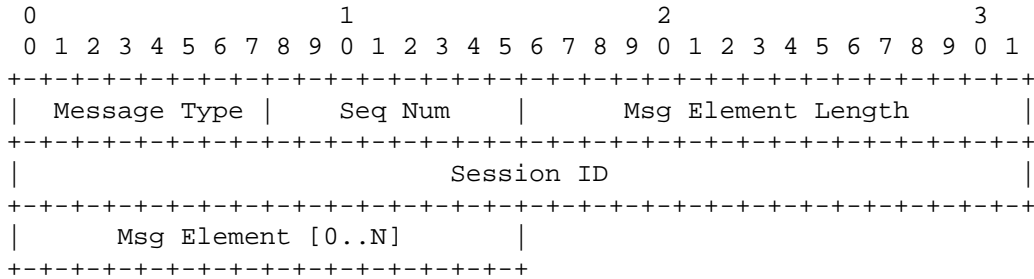 0                   1                   2                   3
 0 1 2 3 4 5 6 7 8 9 0 1 2 3 4 5 6 7 8 9 0 1 2 3 4 5 6 7 8 9 0 1
+-+-+-+-+-+-+-+-+-+-+-+-+-+-+-+-+-+-+-+-+-+-+-+-+-+-+-+-+-+-+-+-+
|  Message Type |    Seq Num    |      Msg Element Length       |
+-+-+-+-+-+-+-+-+-+-+-+-+-+-+-+-+-+-+-+-+-+-+-+-+-+-+-+-+-+-+-+-+
|                           Session ID                          |
+-+-+-+-+-+-+-+-+-+-+-+-+-+-+-+-+-+-+-+-+-+-+-+-+-+-+-+-+-+-+-+-+
|      Msg Element [0..N]       |
+-+-+-+-+-+-+-+-+-+-+-+-+-+-+-+-+